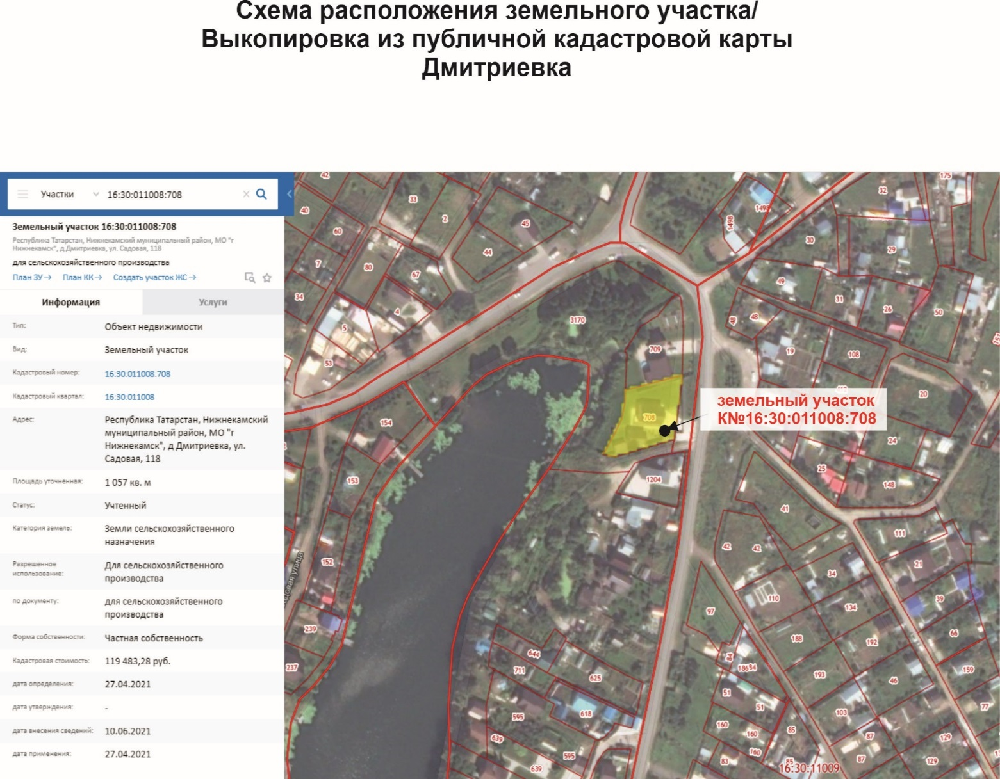 Схема расположения земельного участка/
Выкопировка из публичной кадастровой карты
Дмитриевка
Участки
16:30:011008:708
Земельный участок 16:30:011008:708
Республика Татарстан, Нижнекамский муниципальный район, МО "г
Нижнекамск", д Дмитриевка, ул. Садовая, 118
для сельскохозяйственного производства
План ЗУ→ План КК→ Создать участок ЖС→
Информация Услуги
Тип: Объект недвижимости
Вид: Земельный участок
Кадастровый номер: 16:30:011008:708
Кадастровый квартал: 16:30:011008
Адрес: Республика Татарстан, Нижнекамский
муниципальный район, МО "г
Нижнекамск", д Дмитриевка, ул.
Садовая, 118
Площадь уточненная: 1 057 кв. м
Статус: Учтенный
Категория земель: Земли сельскохозяйственного
назначения
Разрешенное
использование:
Для сельскохозяйственного
производства
по документу: для сельскохозяйственного
производства
Форма собственности: Частная собственность
Кадастровая стоимость: 119 483,28 руб.
дата определения: 27.04.2021
дата утверждения: -
дата внесения сведений: 10.06.2021
дата применения: 27.04.2021
42
175
33
32
40
2
1498
1498
45
60
30
29
44
7
80
67
49
34
31
4
48
48
26
50
3170
5
709
19
108
53
20
земельный участок
К№16:30:011008:708
708
154
24
25
153
1204
148
41
111
42
42
152
21
34
110
134
39
97
239
66
188
192
644
84
237
711
625
193
159
46
51
51
77
595
618
103
160
160
85
87
129
639
160
595
83
85
87
129
639
16:30:11009